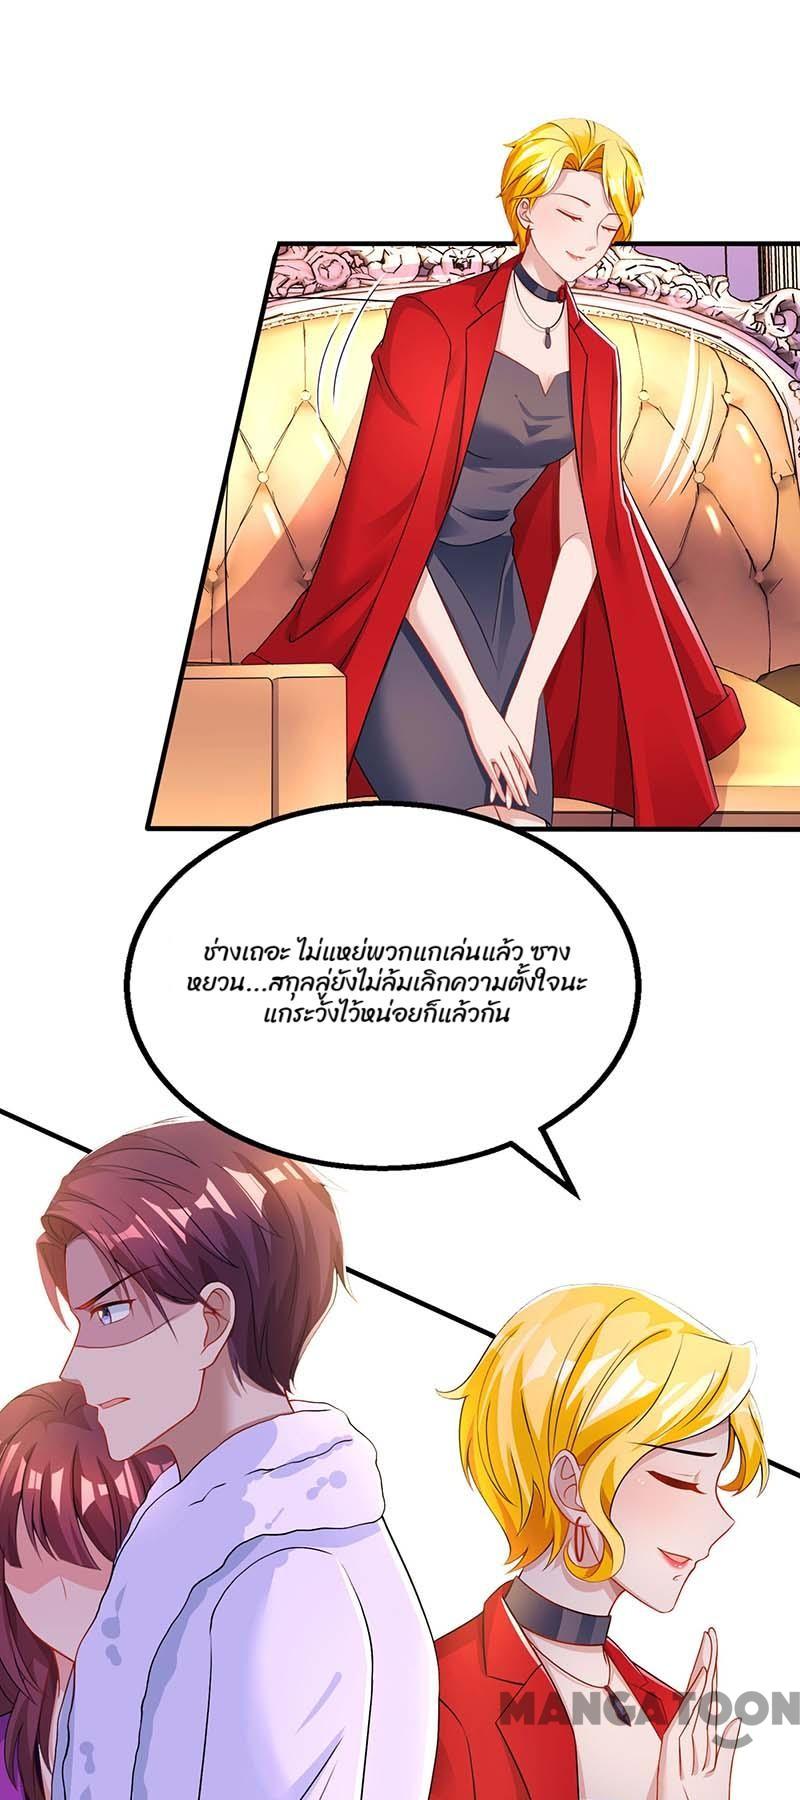 ช่างเถอะ ไม่แหย่พวกแกเล่นแล้ว ซาง
หยวน...สกุลลู่ยังไม่ล้มเลิกความตั้งใจนะ
แกระวังไว้หน่อยก็แล้วกัน
MANGATOON